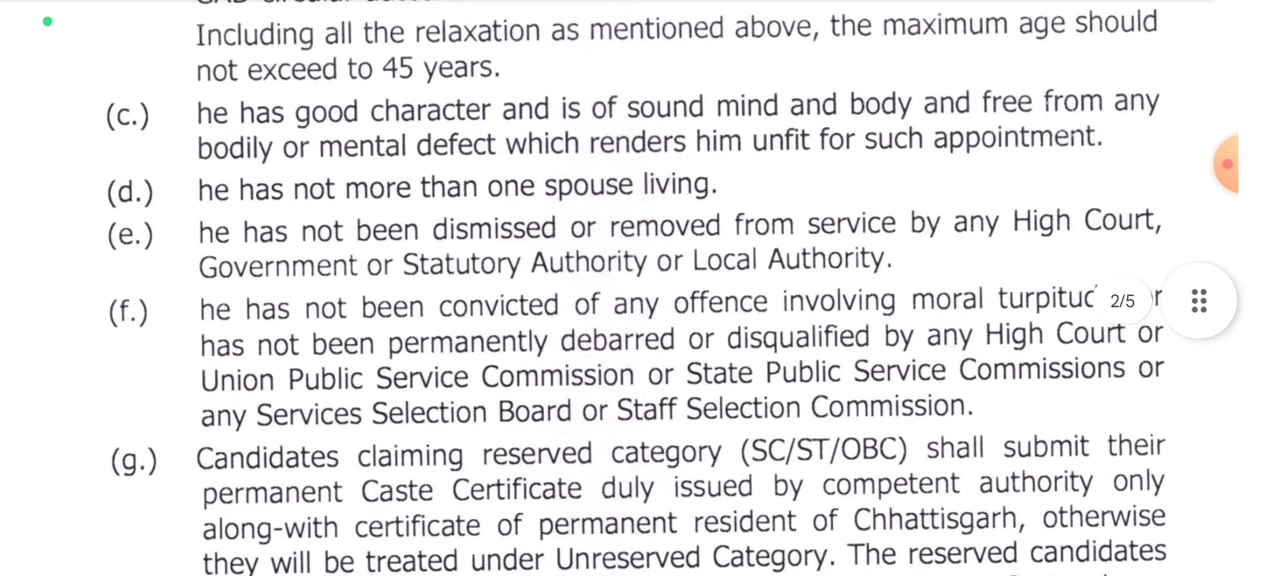 Including all the relaxation as mentioned above, the maximum age should
not exceed to 45 years.
(c.) he has good character and is of sound mind and body and free from any
bodily or mental defect which renders him unfit for such appointment.
(d.) he has not more than one spouse living.
(e.) he has not been dismissed or removed from service by any High Court,
Government or Statutory Authority or Local Authority.
(f.) he has not been convicted of any offence involving moral 2/5
has not been permanently debarred or disqualified by any High Court or
Union Public Service Commission or State Public Service Commissions or
any Services Selection Board or Staff Selection Commission.
(g.) Candidates claiming reserved category (SC/ST/OBC) shall submit their
permanent Caste Certificate duly issued by competent authority only
along-with certificate of permanent resident of Chhattisgarh, otherwise
they will be treated under Unreserved Category. The reserved candidates